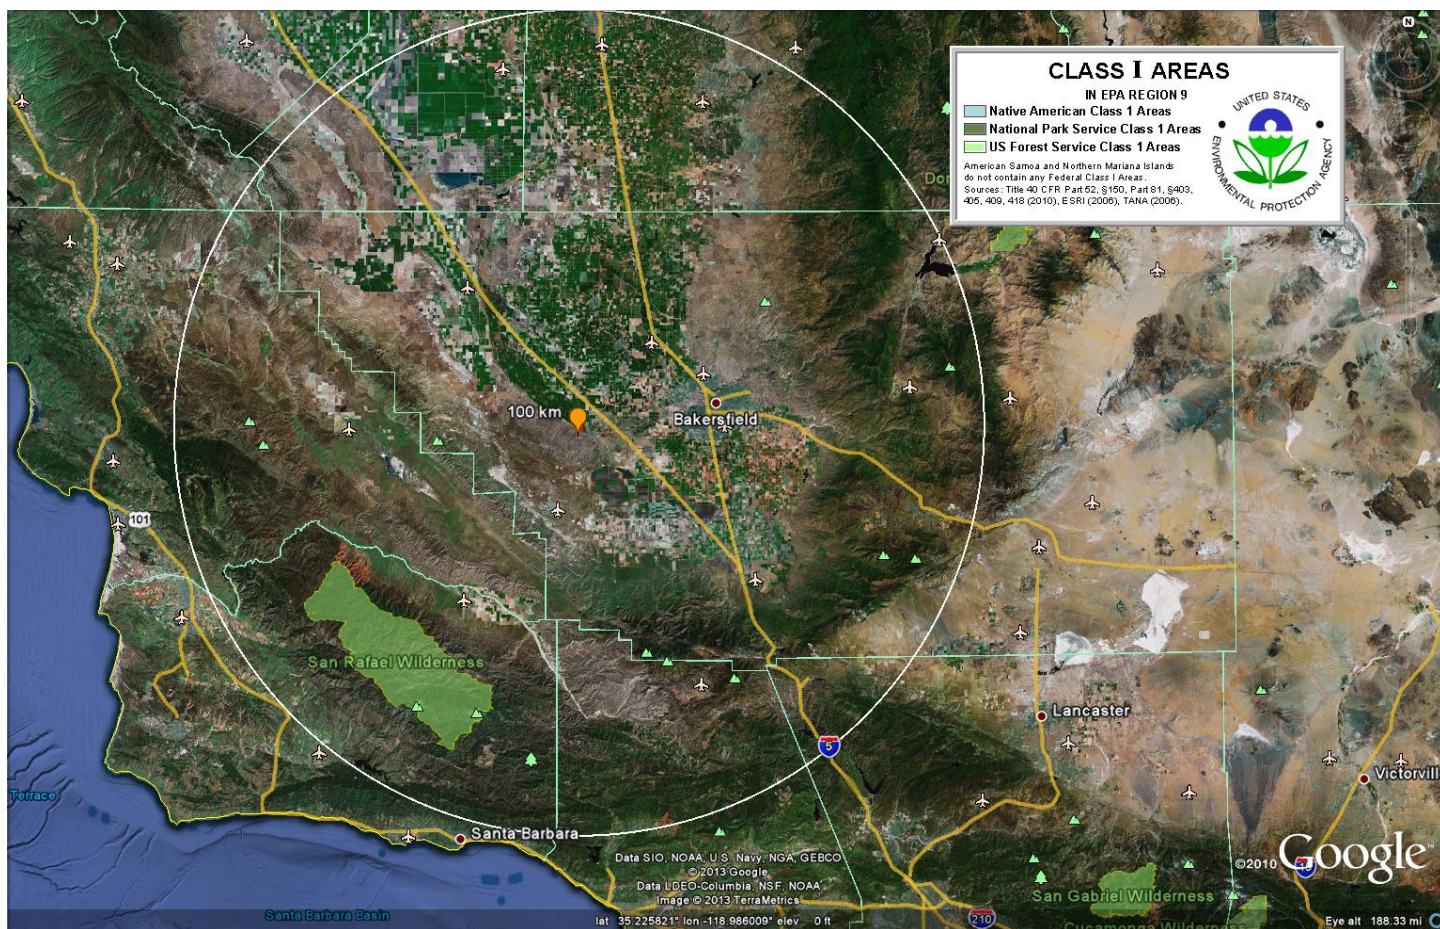 N
CLASS I AREAS
IN EPA REGION 9
Native American Class 1 Areas
National Park Service Class 1 Areas
US Forest Service Class 1 Areas
American Samoa and Northern Mariana Islands
do not contain any Federal Class I Areas.
Sources: Title 40 CFR Part 52, §150, Part 81, §403,
405, 409, 418 (2010), ESRI (2006), TANA (2006).
UNITED STATES
ENVIRONMENTAL PROTECTION AGENCY
100 km
Bakersfield
101
San Rafael Wilderness
Lancaster
5
Victorvill
Terrace
Santa Barbara
Data SIO, NOAA, U.S. Navy, NGA, GEBCO
© 2013 Google
Data LDEO-Columbia, NSF, NOAA
Image © 2013 TerraMetrics
©2010 Google
San Gabriel Wilderness
Santa Barbara Basin
lat 35.225821° lon -118.986009° elev 0 ft
210
Cucamonga Wilderness
Eye alt 188.33 mi